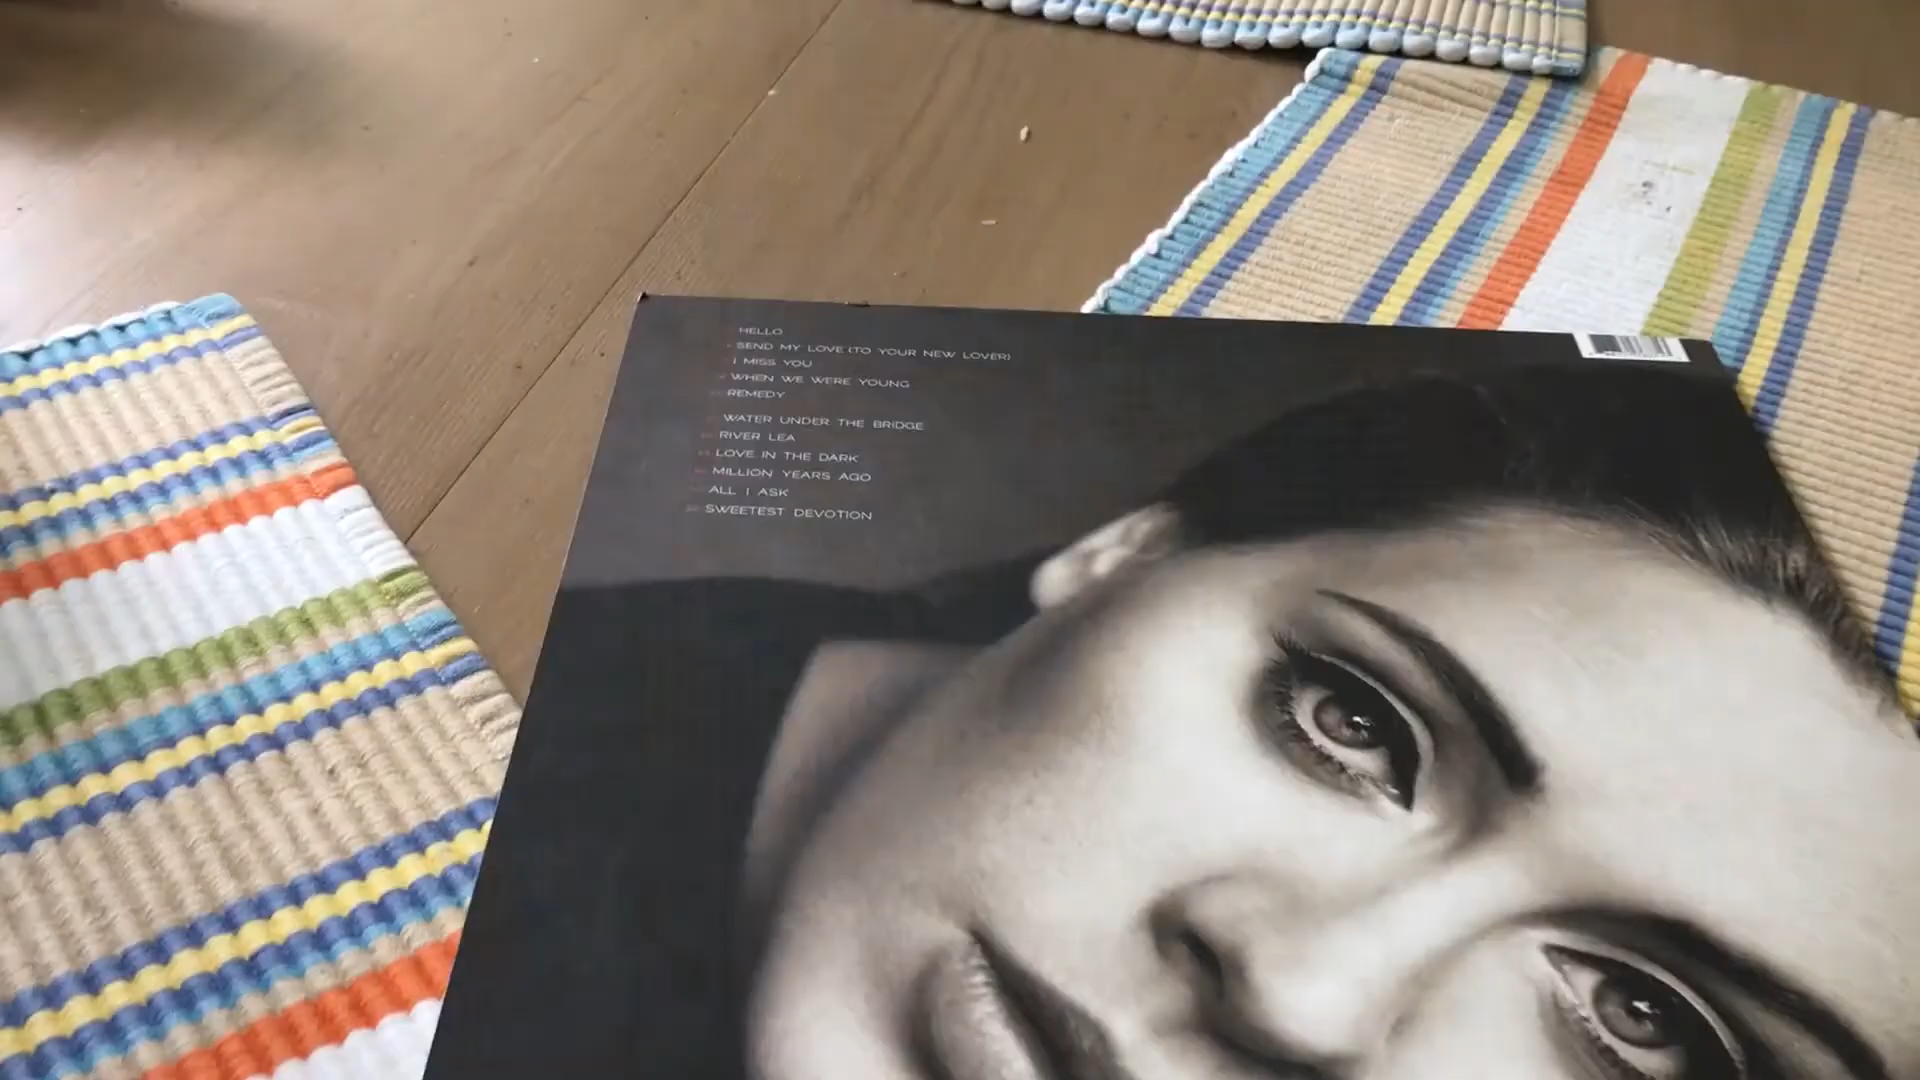 HELLO
SEND MY LOVE (TO YOUR NEW LOVER)
I MISS YOU
WHEN WE WERE YOUNG
REMEDY
WATER UNDER THE BRIDGE
RIVER LEA
LOVE IN THE DARK
MILLION YEARS AGO
ALL I ASK
SWEETEST DEVOTION